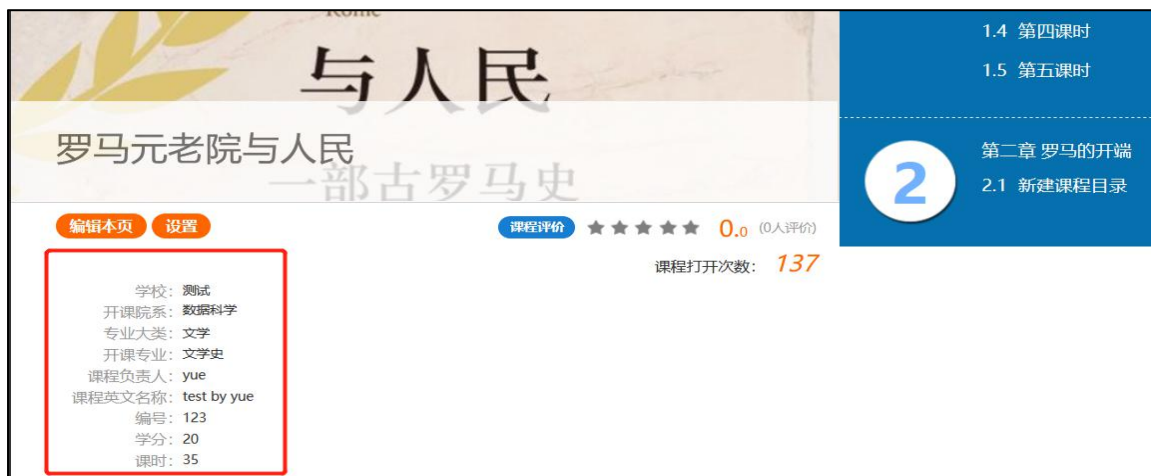 Rome
与人民
罗马元老院与人民
一部古罗马史
编辑本页 设置
课程评价 0.0 (0人评价)
课程打开次数： 137
学校： 测试
开课院系： 数据科学
专业大类： 文学
开课专业： 文学史
课程负责人： yue
课程英文名称： test by yue
编号： 123
学分： 20
课时： 35
1.4 第四课时
1.5 第五课时
2
第二章 罗马的开端
2.1 新建课程目录